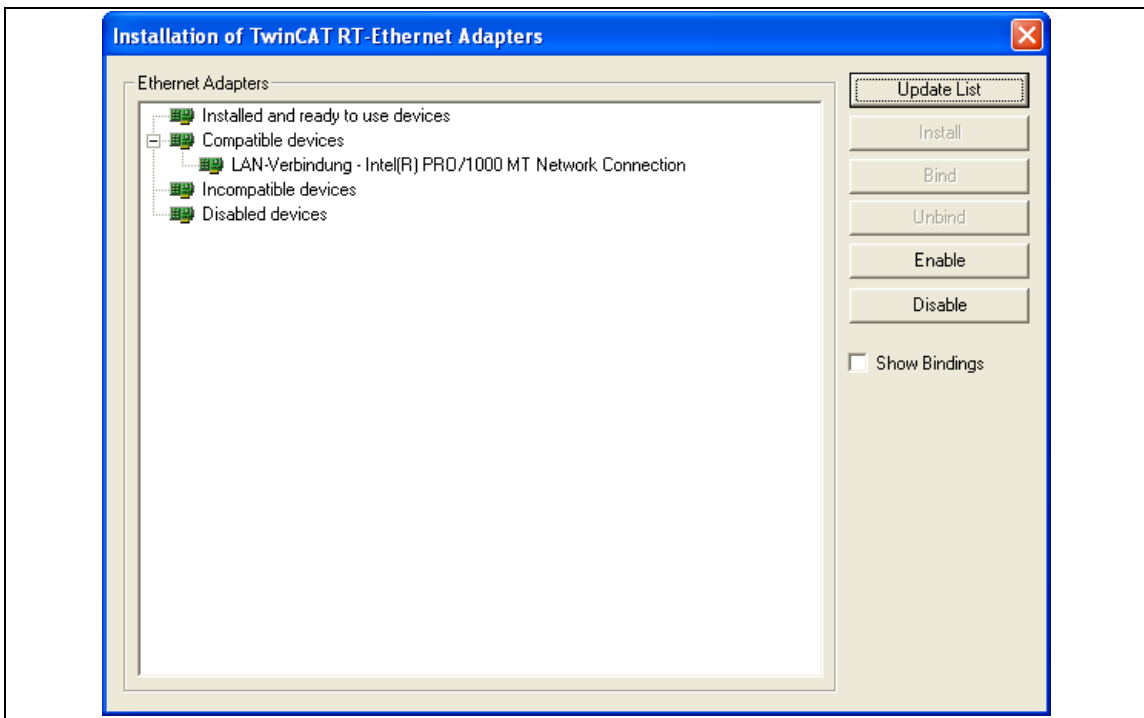 Installation of TwinCAT RT-Ethernet Adapters
Ethernet Adapters
Installed and ready to use devices
Compatible devices
LAN-Verbindung - Intel(R) PRO/1000 MT Network Connection
Incompatible devices
Disabled devices
Update List
Install
Bind
Unbind
Enable
Disable
Show Bindings